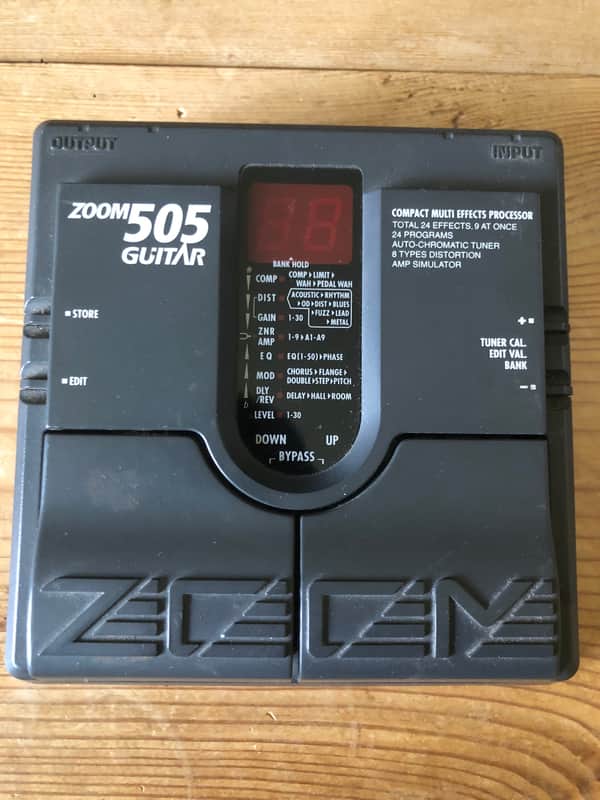 OUTPUT
INPUT
ZOOM 505
GUITAR
COMPACT MULTI EFFECTS PROCESSOR
TOTAL 24 EFFECTS, 9 AT ONCE
24 PROGRAMS
AUTO-CHROMATIC TUNER
8 TYPES DISTORTION
AMP SIMULATOR
BANK HOLD
COMP COMP▸LIMIT▸
WAH▸PEDAL WAH
DIST ACOUSTIC▸RHYTHM
▸OD▸DIST▸BLUES
▸FUZZ▸LEAD
▸METAL
GAIN 1-30
ZNR
AMP 1-9▸A1-A9
EQ EQ(1-50)▸PHASE
MOD CHORUS▸FLANGE▸
DOUBLE▸STEP▸PITCH
DLY
/REV DELAY▸HALL▸ROOM
LEVEL 1-30
DOWN UP
BYPASS
STORE
EDIT
+
TUNER CAL.
EDIT VAL.
BANK
−
ZOOM